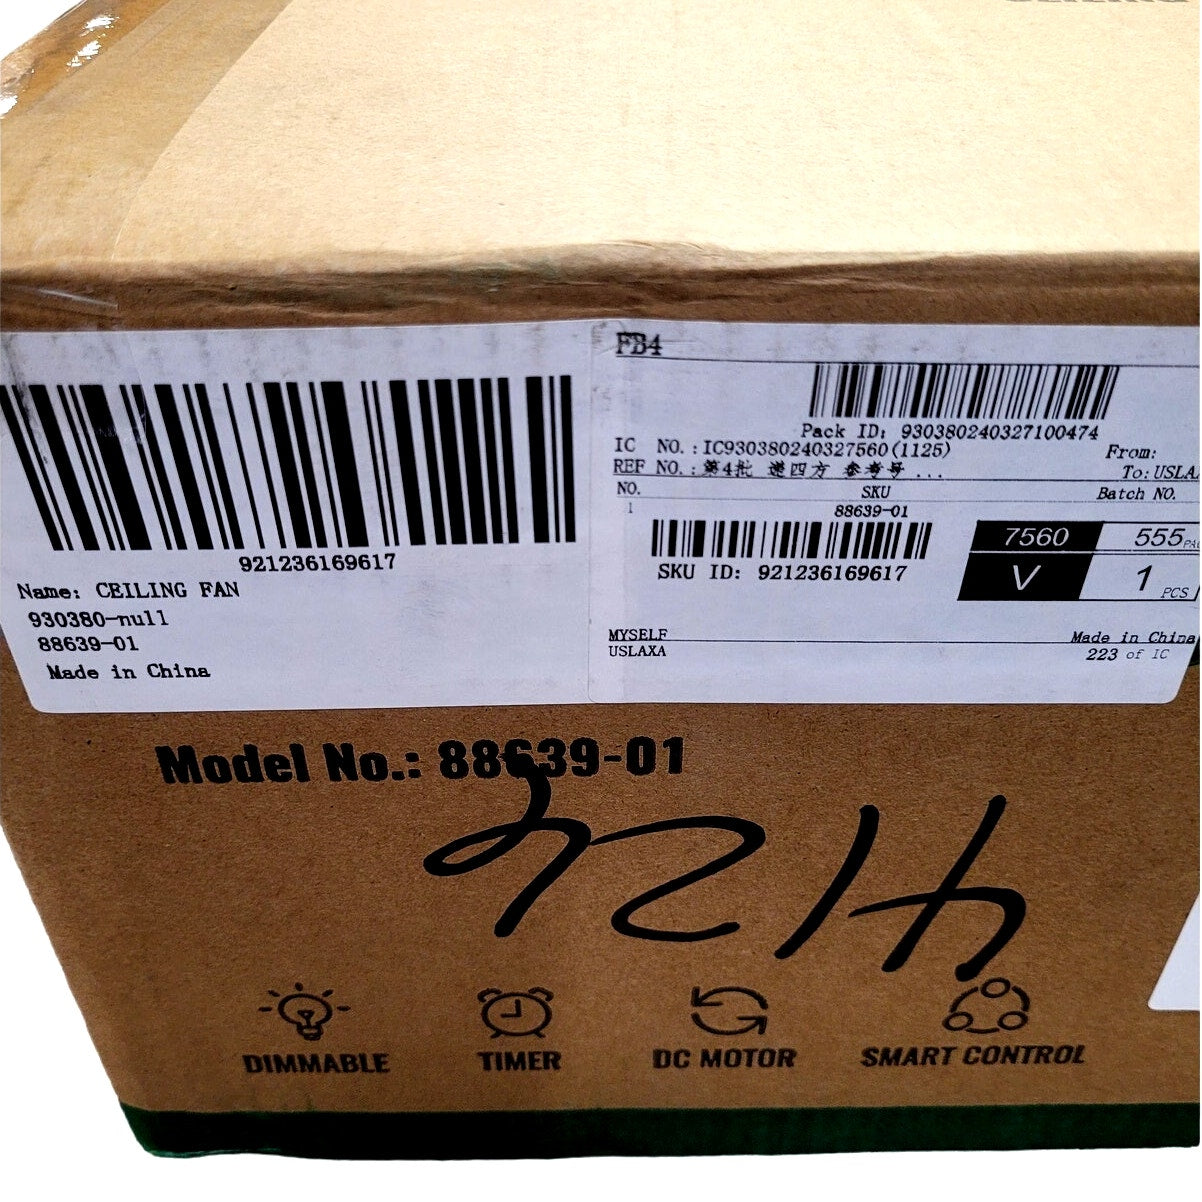 921236169617
Name: CEILING FAN
930380-null
88639-01
Made in China
FB4
Pack ID: 930380240327100474
IC NO.:IC930380240327560(1125)
From:
REF NO.:第4批 递四方 参考号 ...
To:USLAX
NO.
SKU
Batch NO.
1
88639-01
7560
555
V
1 PCS
SKU ID: 921236169617
MYSELF
Made in China
USLAXA
223 of IC
Model No.: 88639-01
DIMMABLE
TIMER
DC MOTOR
SMART CONTROL